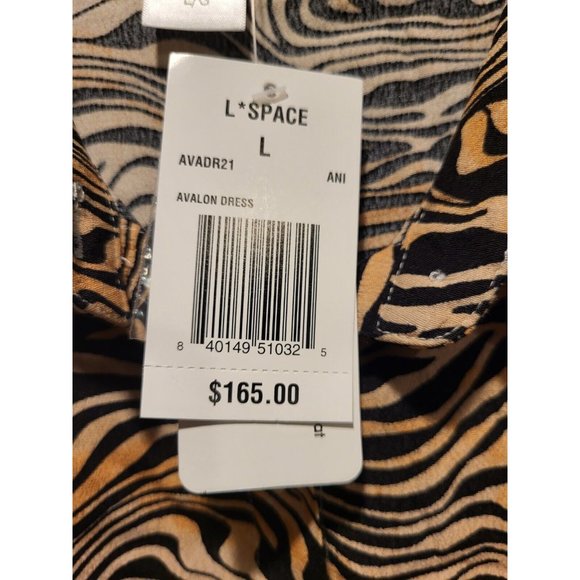 L*SPACE
L
AVADR21 ANI
AVALON DRESS
8 40149 51032 5
$165.00